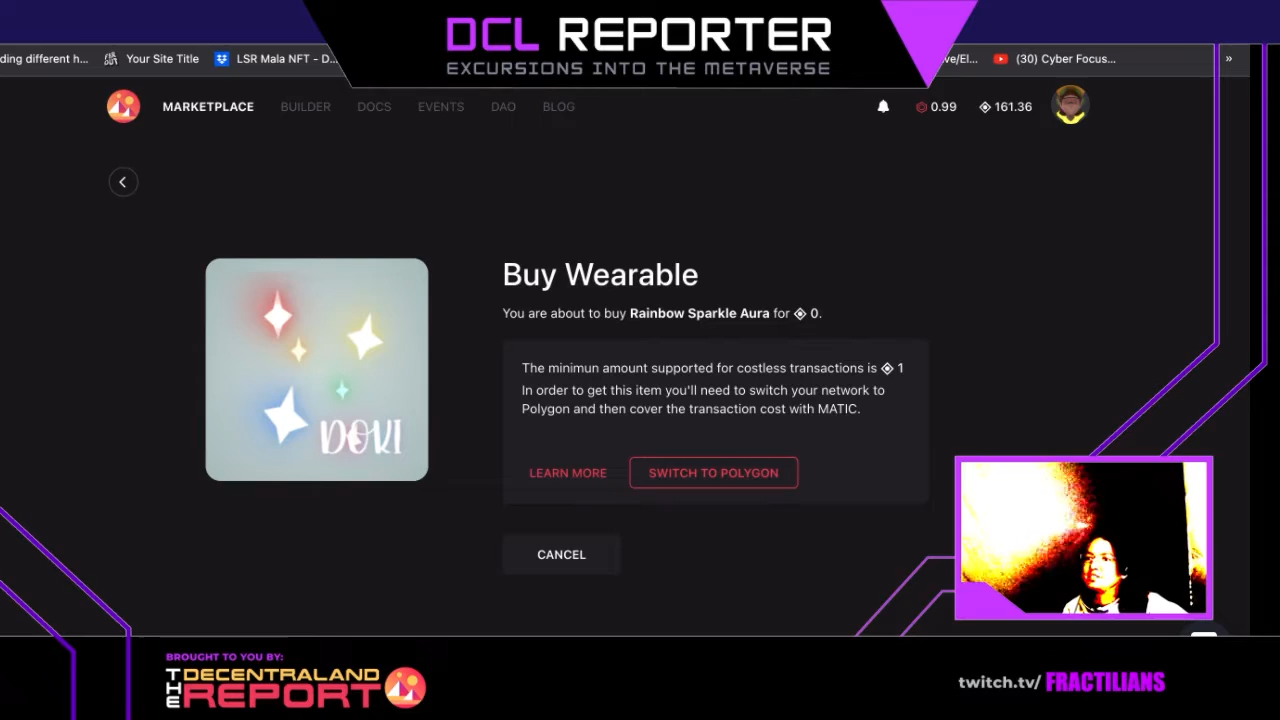 DCL REPORTER
EXCURSIONS INTO THE METAVERSE
ding different h... Your Site Title LSR Mala NFT - D... ve/El... (30) Cyber Focus... »
MARKETPLACE BUILDER DOCS EVENTS DAO BLOG 0.99 161.36
Buy Wearable
You are about to buy Rainbow Sparkle Aura for 0.
The minimun amount supported for costless transactions is 1
In order to get this item you'll need to switch your network to
Polygon and then cover the transaction cost with MATIC.
DOKI
LEARN MORE SWITCH TO POLYGON
CANCEL
BROUGHT TO YOU BY:
THE DECENTRALAND
REPORT
twitch.tv/ FRACTILIANS